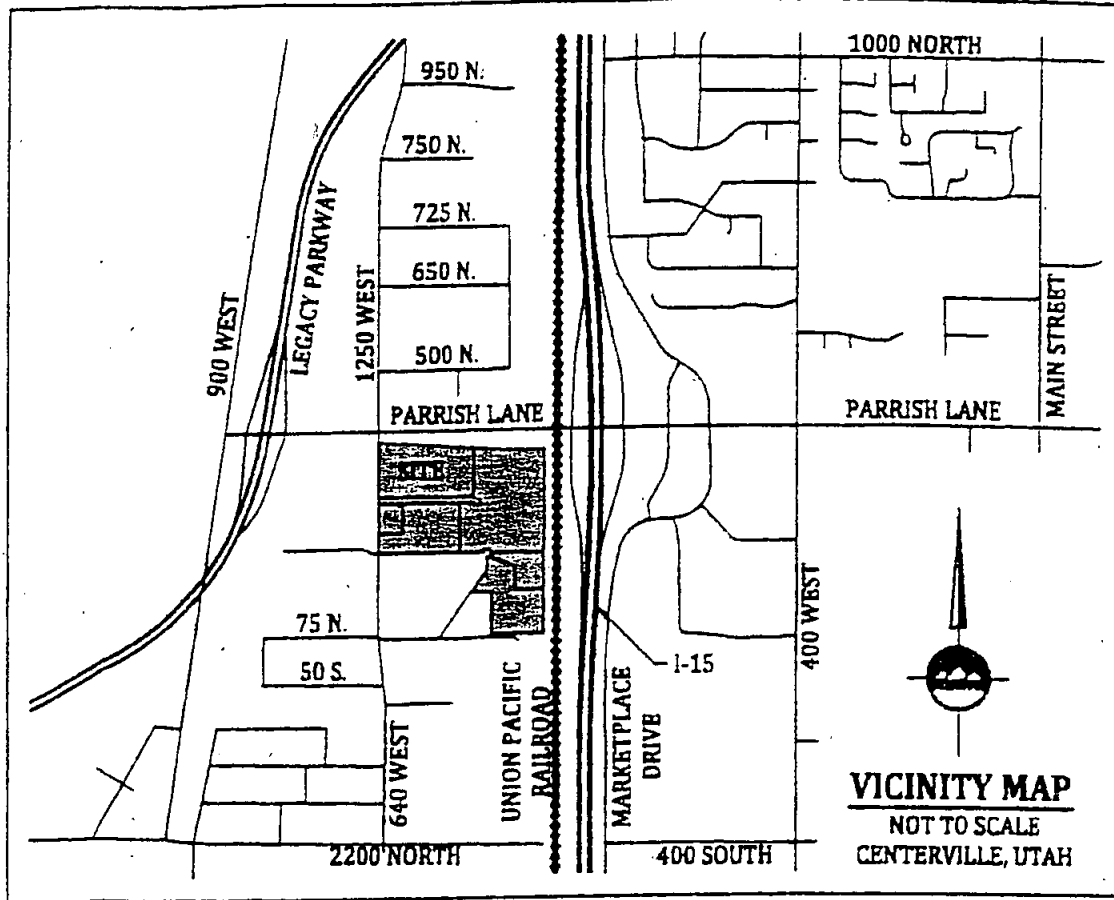 1000 NORTH
950 N.
750 N.
725 N.
650 N.
500 N.
LEGACY PARKWAY
900 WEST
1250 WEST
MAIN STREET
PARRISH LANE
PARRISH LANE
SITE
75 N.
50 S.
640 WEST
UNION PACIFIC
RAILROAD
I-15
MARKETPLACE
DRIVE
400 WEST
2200 NORTH
400 SOUTH
VICINITY MAP
NOT TO SCALE
CENTERVILLE, UTAH